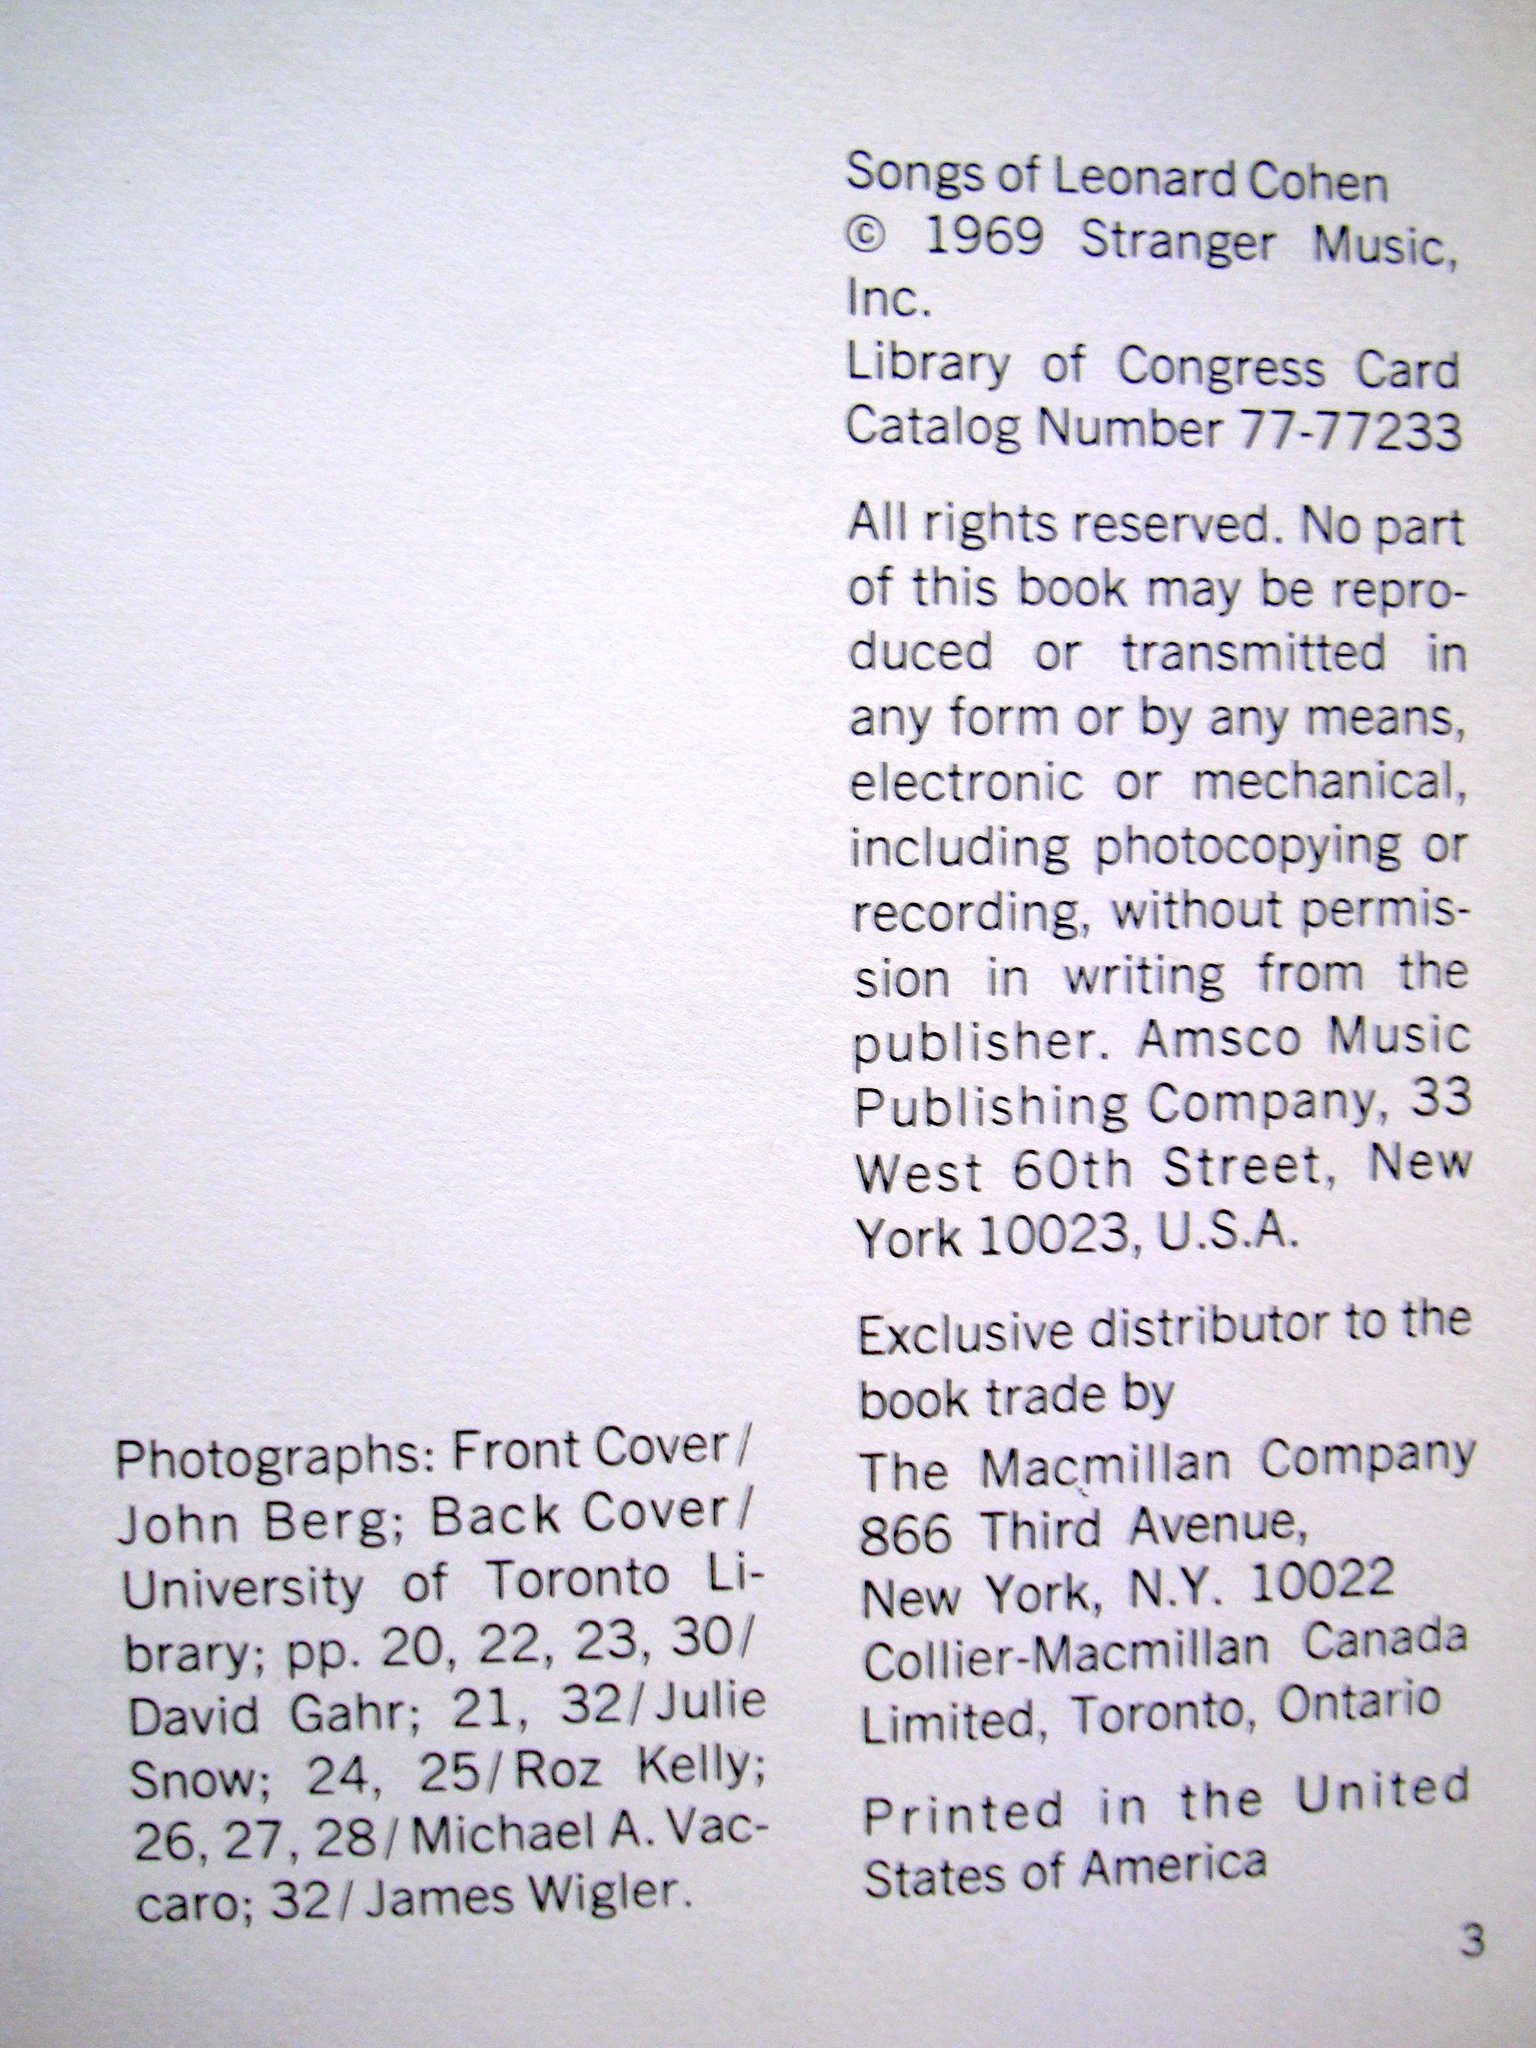 Songs of Leonard Cohen
© 1969 Stranger Music,
Inc.
Library of Congress Card
Catalog Number 77-77233
All rights reserved. No part
of this book may be repro-
duced or transmitted in
any form or by any means,
electronic or mechanical,
including photocopying or
recording, without permis-
sion in writing from the
publisher. Amsco Music
Publishing Company, 33
West 60th Street, New
York 10023, U.S.A.
Exclusive distributor to the
book trade by
The Macmillan Company
866 Third Avenue,
New York, N.Y. 10022
Collier-Macmillan Canada
Limited, Toronto, Ontario
Printed in the United
States of America
Photographs: Front Cover/
John Berg; Back Cover/
University of Toronto Li-
brary; pp. 20, 22, 23, 30/
David Gahr; 21, 32/Julie
Snow; 24, 25/Roz Kelly;
26, 27, 28/Michael A. Vac-
caro; 32/James Wigler.
3